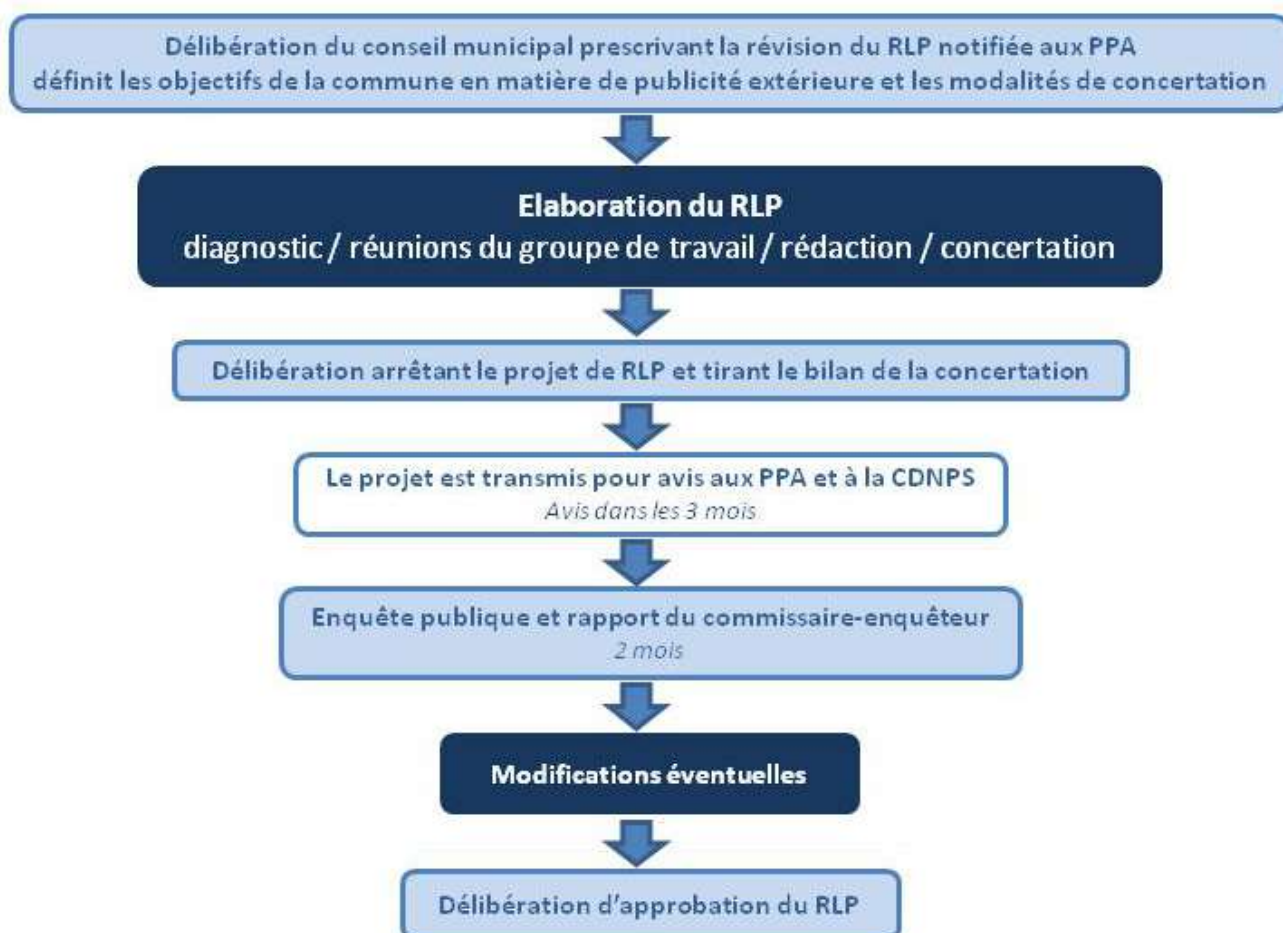 Délibération du conseil municipal prescrivant la révision du RLP notifiée aux PPA
définit les objectifs de la commune en matière de publicité extérieure et les modalités de concertation
Elaboration du RLP
diagnostic / réunions du groupe de travail / rédaction / concertation
Délibération arrêtant le projet de RLP et tirant le bilan de la concertation
Le projet est transmis pour avis aux PPA et à la CDNPS
Avis dans les 3 mois
Enquête publique et rapport du commissaire-enquêteur
2 mois
Modifications éventuelles
Délibération d'approbation du RLP